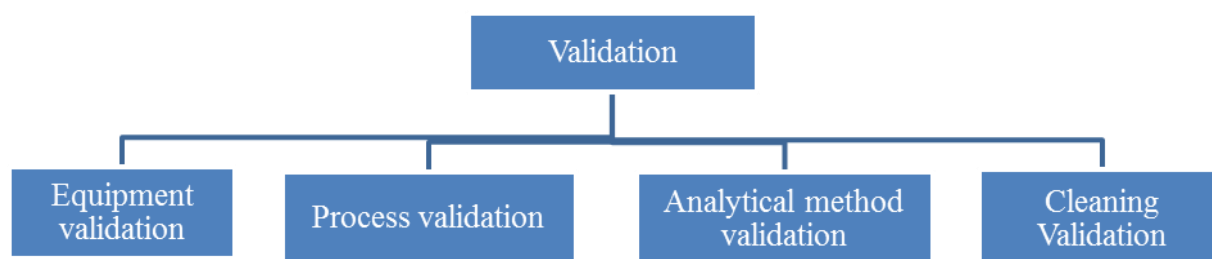 Validation
Equipment
validation
Process validation
Analytical method
validation
Cleaning
Validation